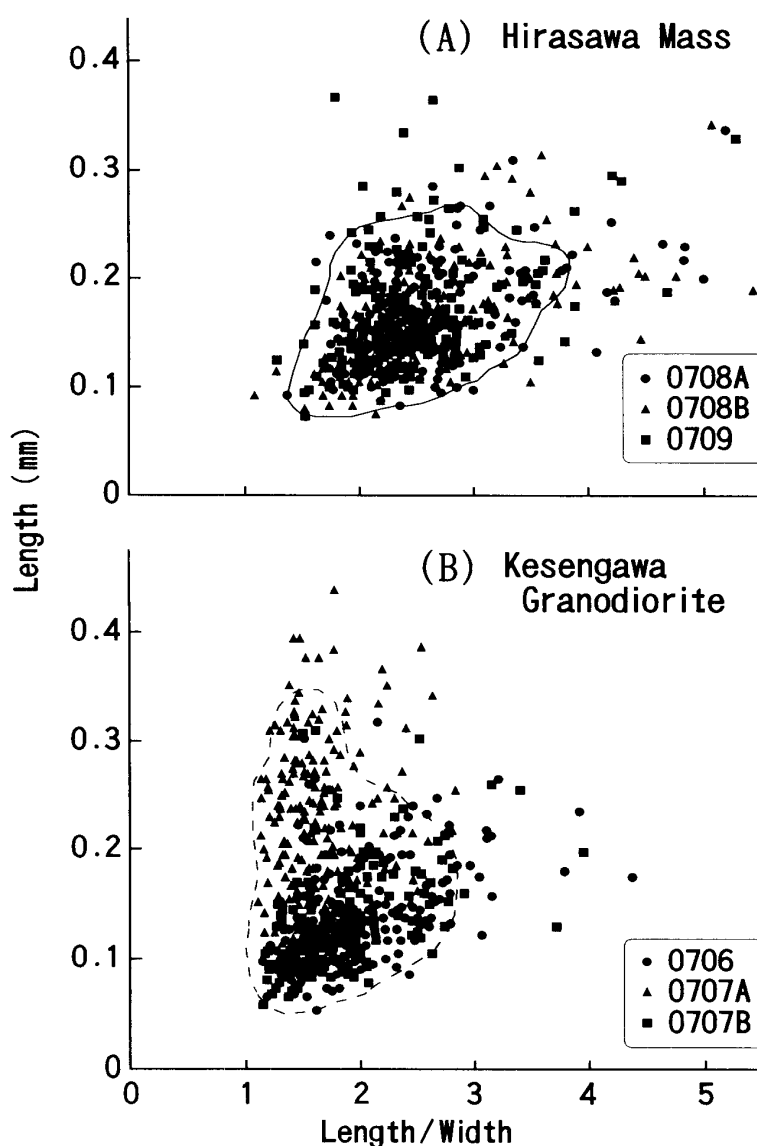 (A) Hirasawa Mass
0.4
0.3
0.2
0.1
0
0708A
0708B
0709
Length (mm)
(B) Kesengawa
Granodiorite
0.4
0.3
0.2
0.1
0
0706
0707A
0707B
0 1 2 3 4 5
Length/Width